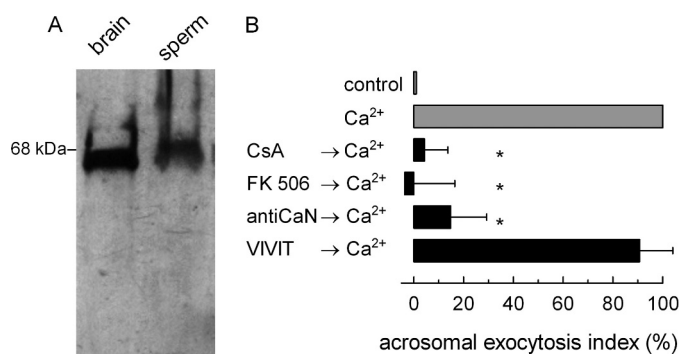 A
B
brain
sperm
68 kDa
control
Ca²⁺
CsA → Ca²⁺
*
FK 506 → Ca²⁺
*
antiCaN → Ca²⁺
*
VIVIT → Ca²⁺
0 20 40 60 80 100
acrosomal exocytosis index (%)